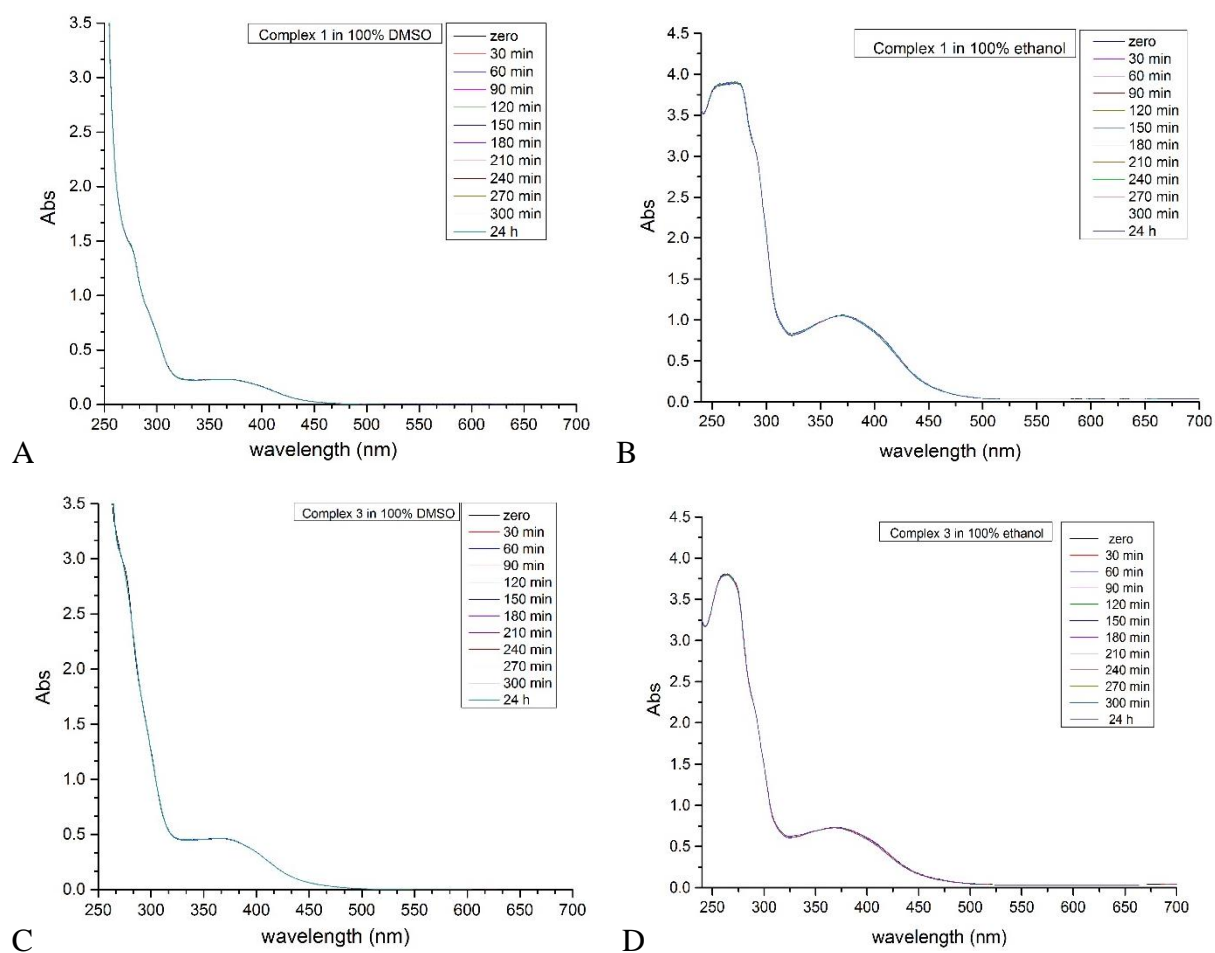 Complex 1 in 100% DMSO
zero
30 min
60 min
90 min
120 min
150 min
180 min
210 min
240 min
270 min
300 min
24 h
3.5
3.0
2.5
2.0
1.5
1.0
0.5
0.0
Abs
250 300 350 400 450 500 550 600 650 700
wavelength (nm)
A
Complex 1 in 100% ethanol
zero
30 min
60 min
90 min
120 min
150 min
180 min
210 min
240 min
270 min
300 min
24 h
4.5
4.0
3.5
3.0
2.5
2.0
1.5
1.0
0.5
0.0
Abs
250 300 350 400 450 500 550 600 650 700
wavelength (nm)
B
Complex 3 in 100% DMSO
zero
30 min
60 min
90 min
120 min
150 min
180 min
210 min
240 min
270 min
300 min
24 h
3.5
3.0
2.5
2.0
1.5
1.0
0.5
0.0
Abs
250 300 350 400 450 500 550 600 650 700
wavelength (nm)
C
Complex 3 in 100% ethanol
zero
30 min
60 min
90 min
120 min
150 min
180 min
210 min
240 min
270 min
300 min
24 h
4.5
4.0
3.5
3.0
2.5
2.0
1.5
1.0
0.5
0.0
Abs
250 300 350 400 450 500 550 600 650 700
wavelength (nm)
D